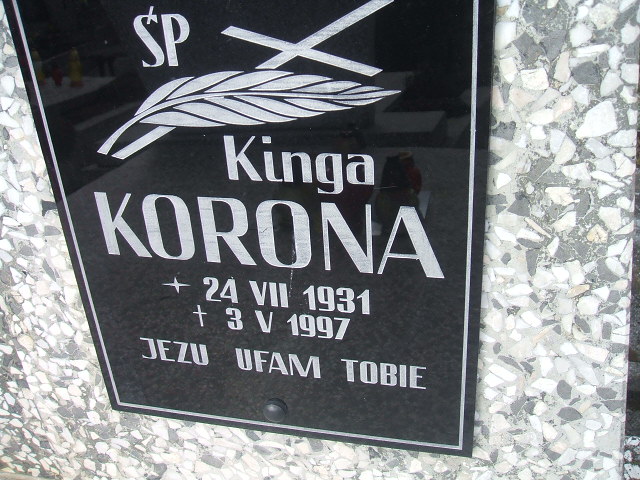 ŚP
Kinga
KORONA
24 VII 1931
† 3 V 1997
JEZU UFAM TOBIE